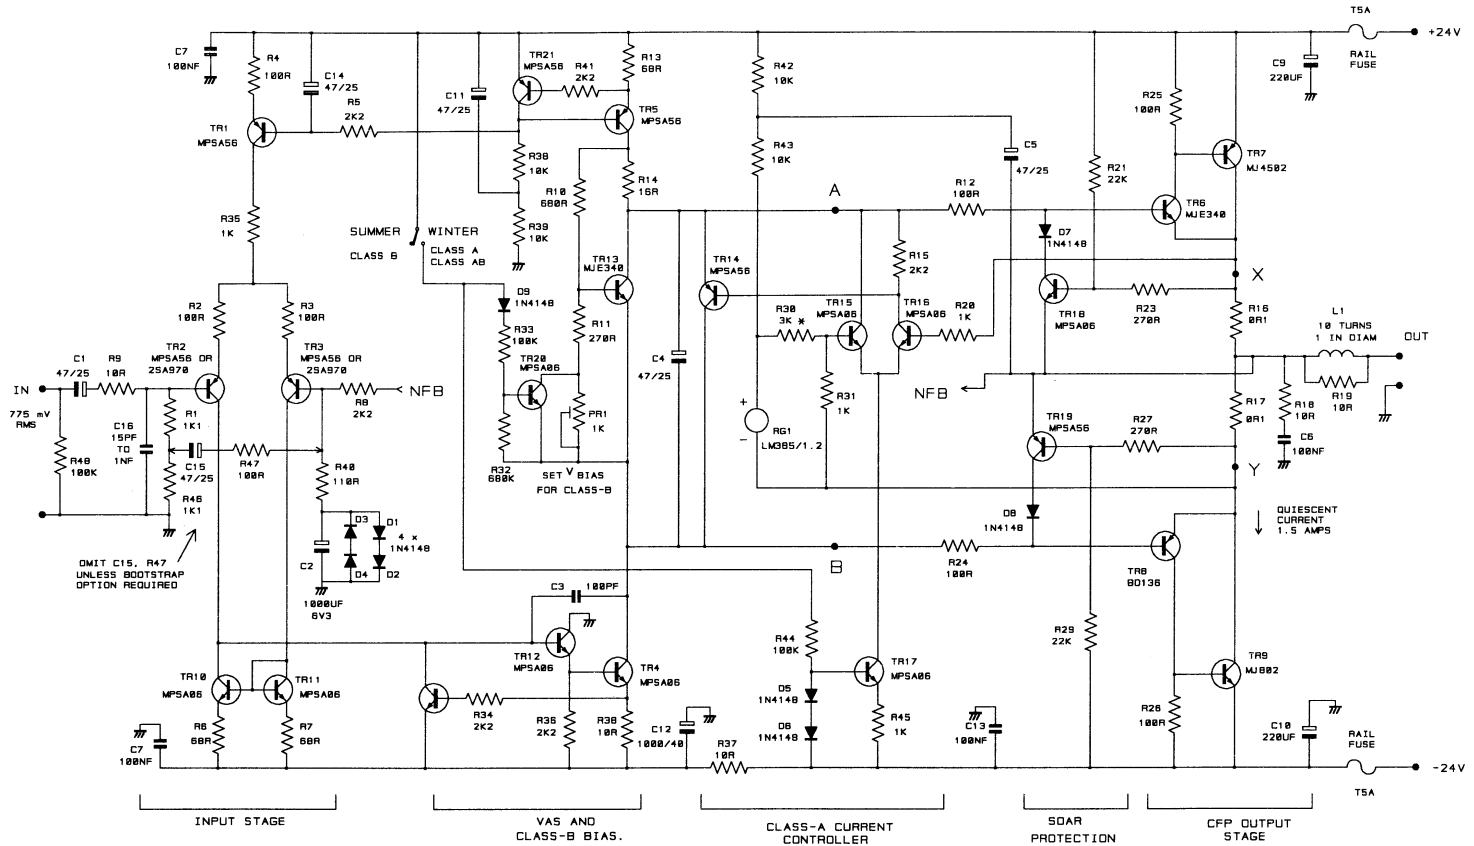 T5A
+24V
RAIL
FUSE
C7
100NF
R4
100R
C14
47/25
R5
2K2
TR1
MPSA56
R35
1K
C11
47/25
TR21
MPSA56
R41
2K2
R13
68R
TR5
MPSA56
R38
10K
R39
10K
R10
680R
R14
16R
SUMMER
WINTER
CLASS B
CLASS A
CLASS AB
TR13
MJE340
D9
1N4148
R33
100K
TR20
MPSA06
R11
270R
PR1
1K
R32
680K
SET V BIAS
FOR CLASS-B
R42
10K
R43
10K
C5
47/25
A
R12
100R
R21
22K
R25
100R
TR7
MJ4502
TR6
MJE340
C9
220UF
D7
1N4148
TR14
MPSA56
R15
2K2
TR15
MPSA06
TR16
MPSA06
R30
3K *
R20
1K
TR18
MPSA06
R23
270R
X
R16
0R1
L1
10 TURNS
1 IN DIAM
OUT
R19
10R
R18
10R
C6
100NF
R17
0R1
R2
100R
R3
100R
TR2
MPSA56 OR
2SA970
TR3
MPSA56 OR
2SA970
C1
47/25
R9
10R
IN
775 mV
RMS
R48
100K
C16
15PF
TO
1NF
R1
1K1
C15
47/25
R47
100R
R46
1K1
R8
2K2
NFB
R40
110R
D3
D1
4 x
1N4148
D4
D2
C2
1000UF
6V3
OMIT C15, R47
UNLESS BOOTSTRAP
OPTION REQUIRED
C4
47/25
+
-
RG1
LM385/1.2
R31
1K
NFB
TR19
MPSA56
R27
270R
Y
D8
1N4148
QUIESCENT
CURRENT
1.5 AMPS
B
R24
100R
TR8
BD136
C3
100PF
TR12
MPSA06
TR4
MPSA06
R44
100K
TR17
MPSA06
D5
1N4148
D6
1N4148
R45
1K
R29
22K
TR9
MJ802
TR10
MPSA06
TR11
MPSA06
R6
68R
R7
68R
C7
100NF
R34
2K2
R36
2K2
R38
10R
C12
1000/40
R37
10R
C13
100NF
R26
100R
C10
220UF
RAIL
FUSE
-24V
T5A
INPUT STAGE
VAS AND
CLASS-B BIAS.
CLASS-A CURRENT
CONTROLLER
SOAR
PROTECTION
CFP OUTPUT
STAGE